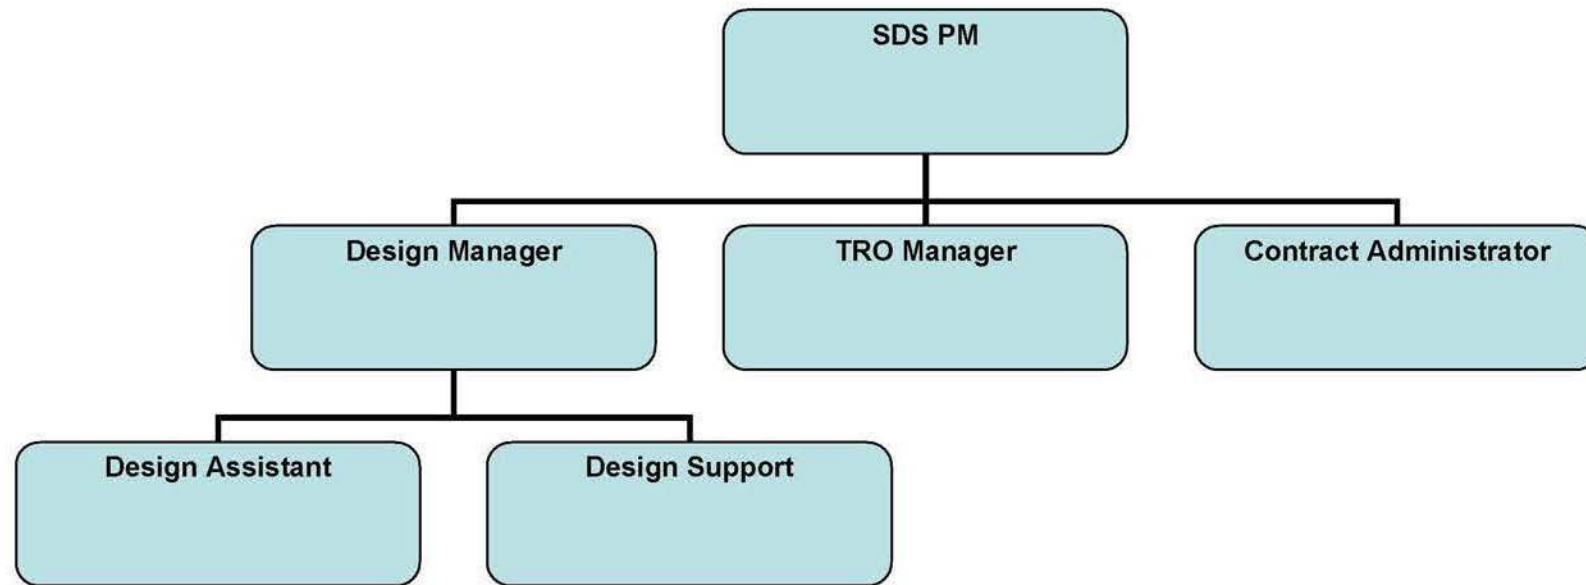 SDS PM
Design Manager
TRO Manager
Contract Administrator
Design Assistant
Design Support